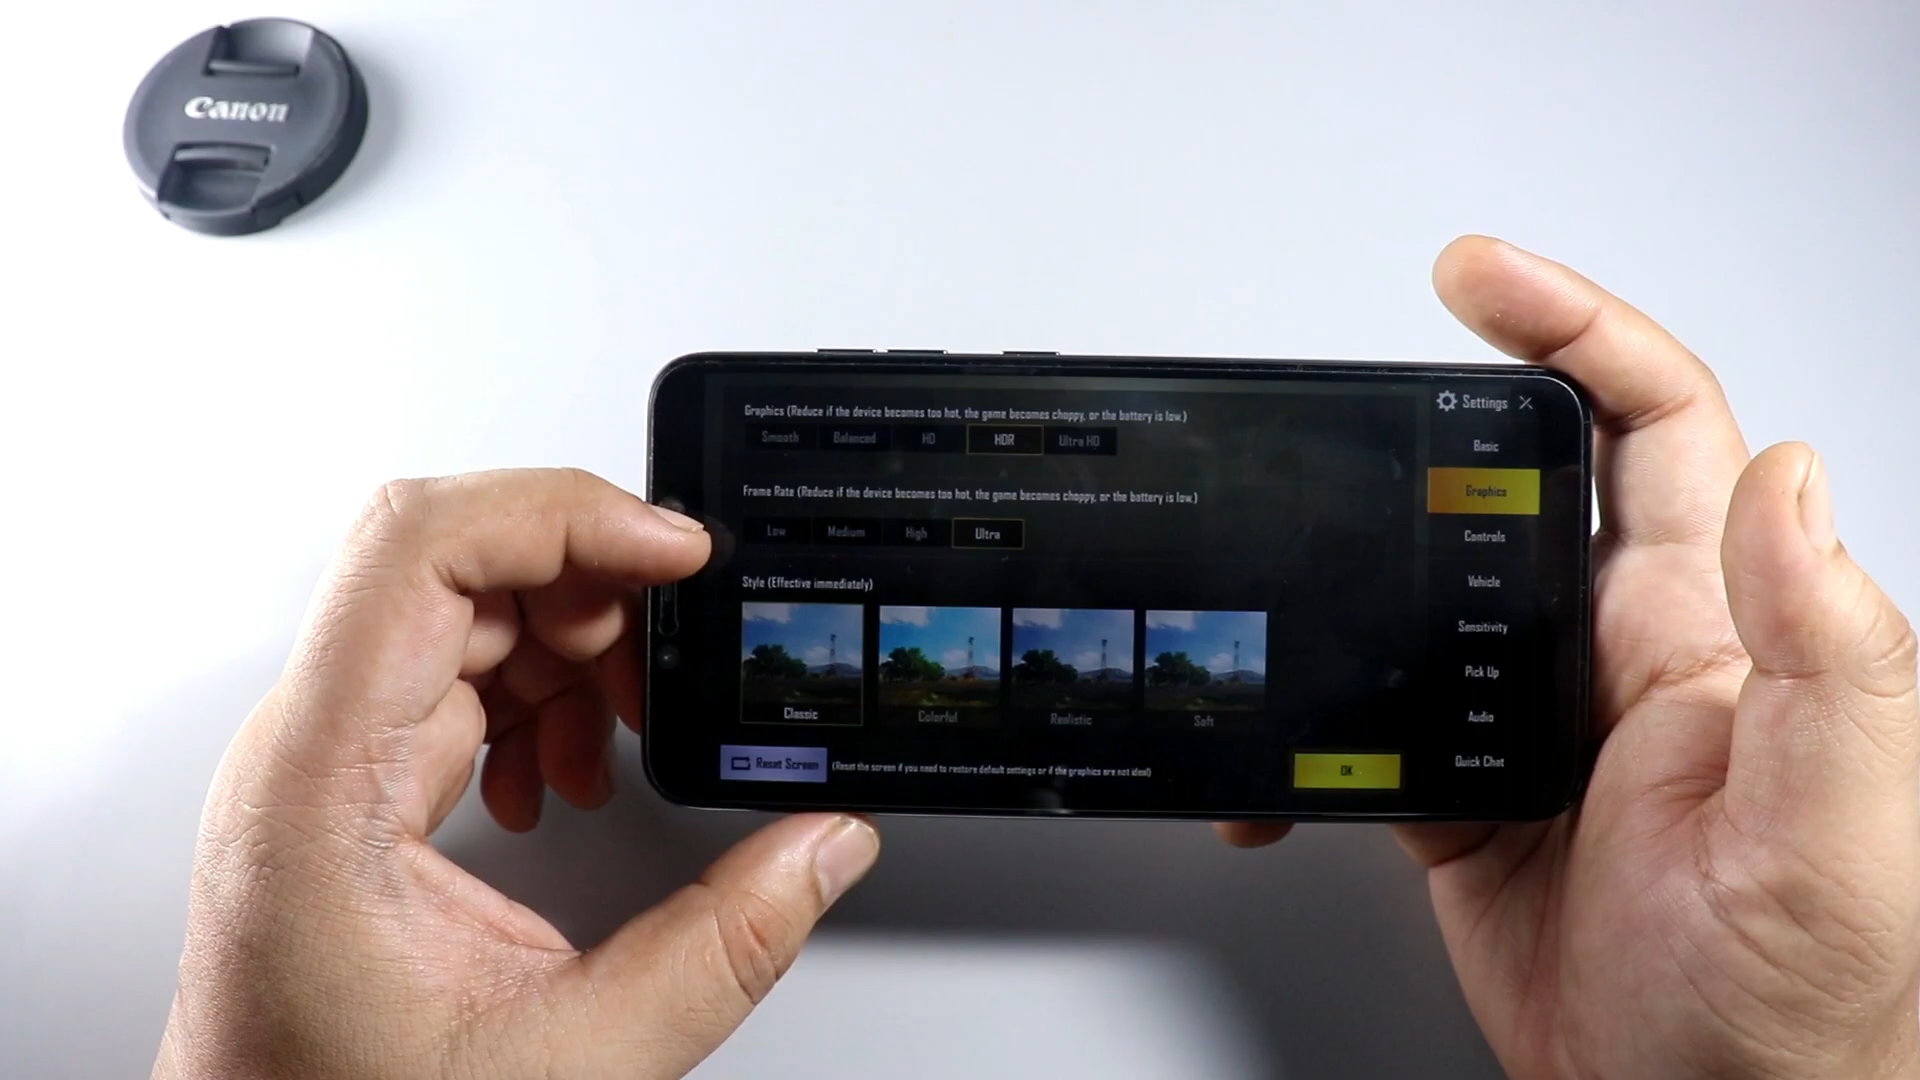 Canon
Graphics (Reduce if the device becomes too hot, the game becomes choppy, or the battery is low.)
Smooth Balanced HD HDR Ultra HD
Frame Rate (Reduce if the device becomes too hot, the game becomes choppy, or the battery is low.)
Low Medium High Ultra
Style (Effective immediately)
Classic Colorful Realistic Soft
Reset Screen (Reset the screen if you need to restore default settings or if the graphics are not ideal)
OK
Settings
Basic
Graphics
Controls
Vehicle
Sensitivity
Pick Up
Audio
Quick Chat